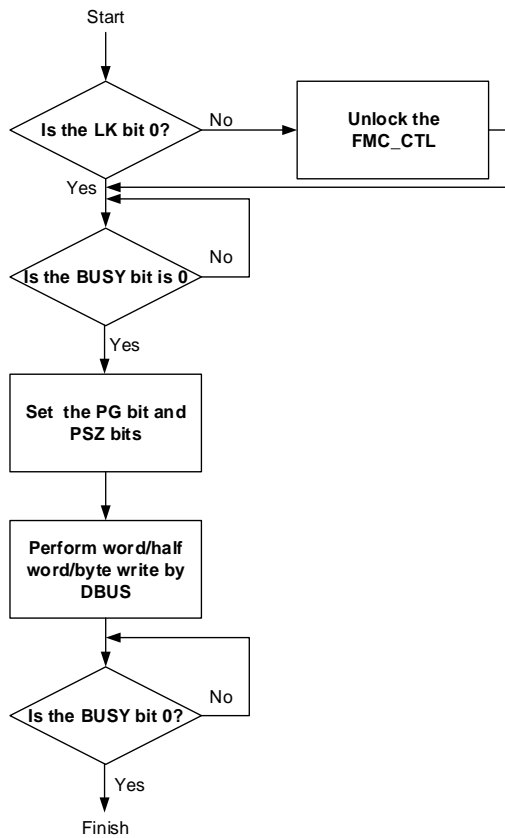 Start
Is the LK bit 0?
No
Unlock the
FMC_CTL
Yes
No
Is the BUSY bit is 0
Yes
Set the PG bit and
PSZ bits
Perform word/half
word/byte write by
DBUS
No
Is the BUSY bit 0?
Yes
Finish